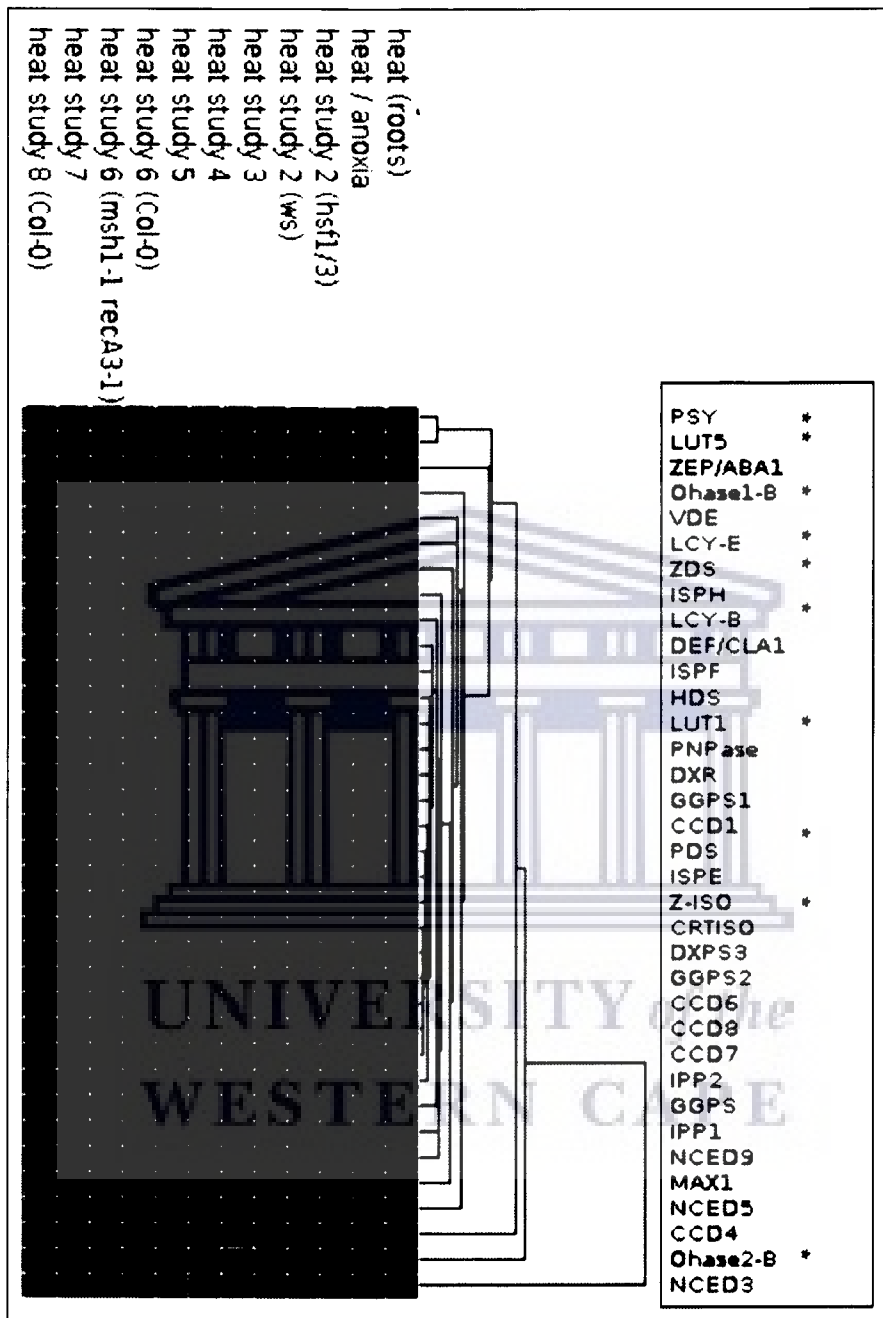 heat (roots)
heat / anoxia
heat study 2 (hsf1/3)
heat study 2 (ws)
heat study 3
heat study 4
heat study 5
heat study 6 (Col-0)
heat study 6 (msh1-1 recA3-1)
heat study 7
heat study 8 (Col-0)
PSY *
LUT5 *
ZEP/ABA1
Ohase1-B *
VDE
LCY-E *
ZDS *
ISPH
LCY-B *
DEF/CLA1
ISPF
HDS
LUT1 *
PNPase
DXR
GGPS1
CCD1
PDS *
ISPE
Z-ISO *
CRTISO
DXPS3
GGPS2
CCD6
CCD8
CCD7
IPP2
GGPS
IPP1
NCED9
MAX1
NCED5
CCD4
Ohase2-B *
NCED3
UNIVERSITY of the
WESTERN CAPE